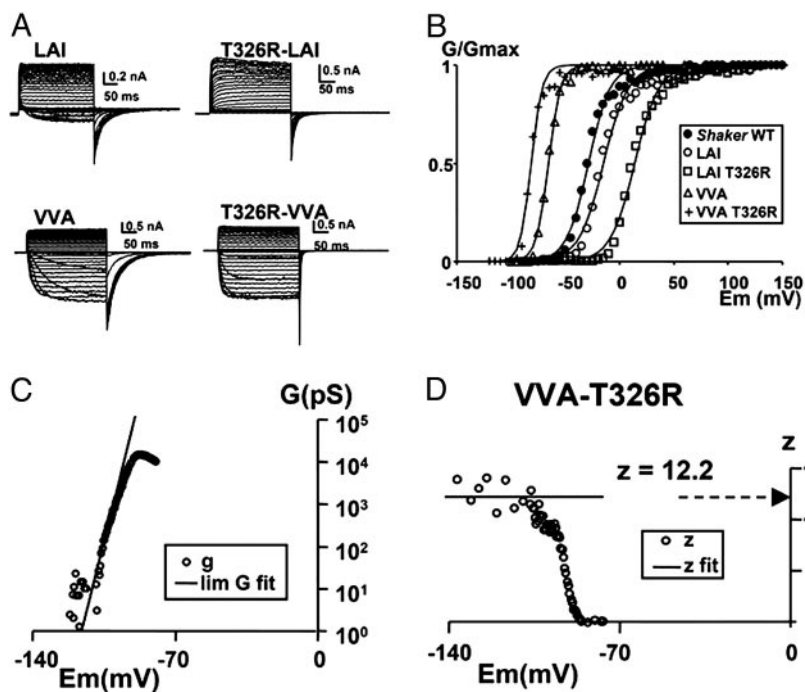 A
LAI
0.2 nA
50 ms
T326R-LAI
0.5 nA
50 ms
VVA
0.5 nA
50 ms
T326R-VVA
0.5 nA
50 ms
B
G/Gmax
1
0.5
0
-150 -100 -50 0 50 100 150
Em (mV)
Shaker WT
LAI
LAI T326R
VVA
VVA T326R
C
G(pS)
10^5
10^4
10^3
10^2
10^1
10^0
g
lim G fit
-140 -70 0
Em(mV)
D
VVA-T326R
z
z = 12.2
z
z fit
-140 -70 0
Em(mV)